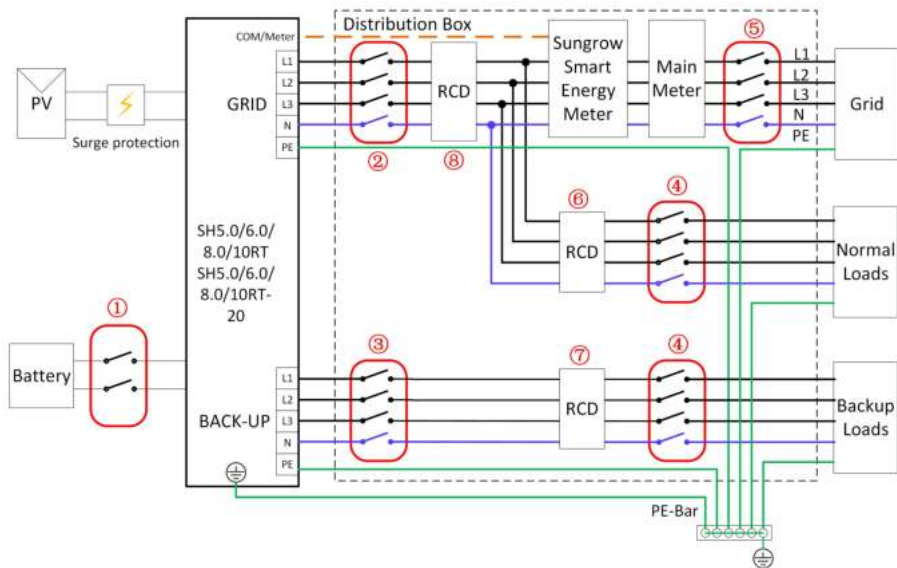 Distribution Box
COM/Meter
⑤
L1
L2
L3
N
PE
GRID
PV
Surge protection
②
RCD
⑧
Sungrow
Smart
Energy
Meter
Main
Meter
L1
L2
L3
N
PE
Grid
SH5.0/6.0/
8.0/10RT
SH5.0/6.0/
8.0/10RT-
20
⑥
RCD
④
Normal
Loads
①
Battery
③
⑦
④
L1
L2
L3
N
PE
BACK-UP
RCD
Backup
Loads
PE-Bar